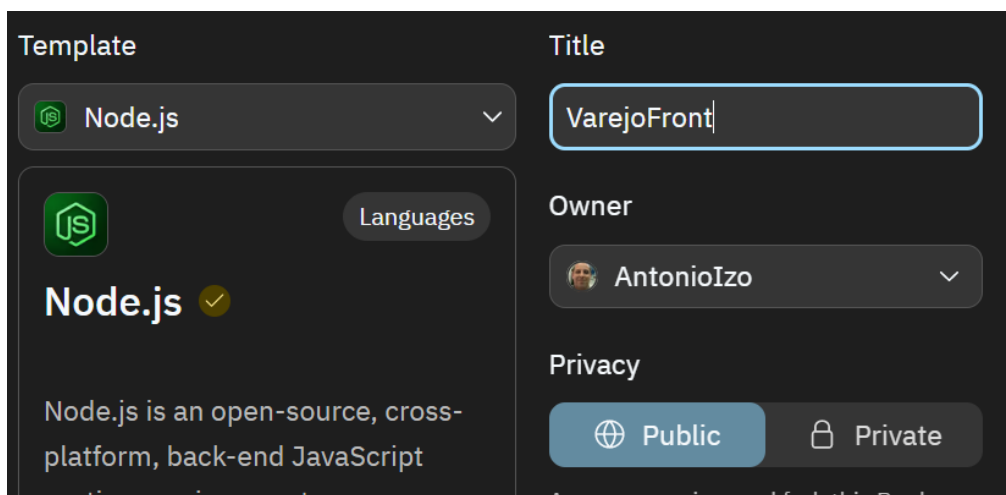 Template
Node.js
Languages
Node.js
Node.js is an open-source, cross-
platform, back-end JavaScript
Title
VarejoFront
Owner
AntonioIzo
Privacy
Public
Private